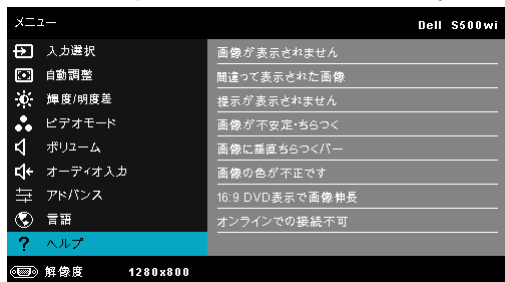 メニュー
Dell S500wi
入力選択
自動調整
輝度/明度差
ビデオモード
ボリューム
オーディオ入力
アドバンス
言語
? ヘルプ
画像が表示されません
間違って表示された画像
提示が表示されません
画像が不安定・ちらつく
画像に垂直ちらつくバー
画像の色が不正です
16:9 DVD表示で画像伸長
オンラインでの接続不可
解像度 1280x800